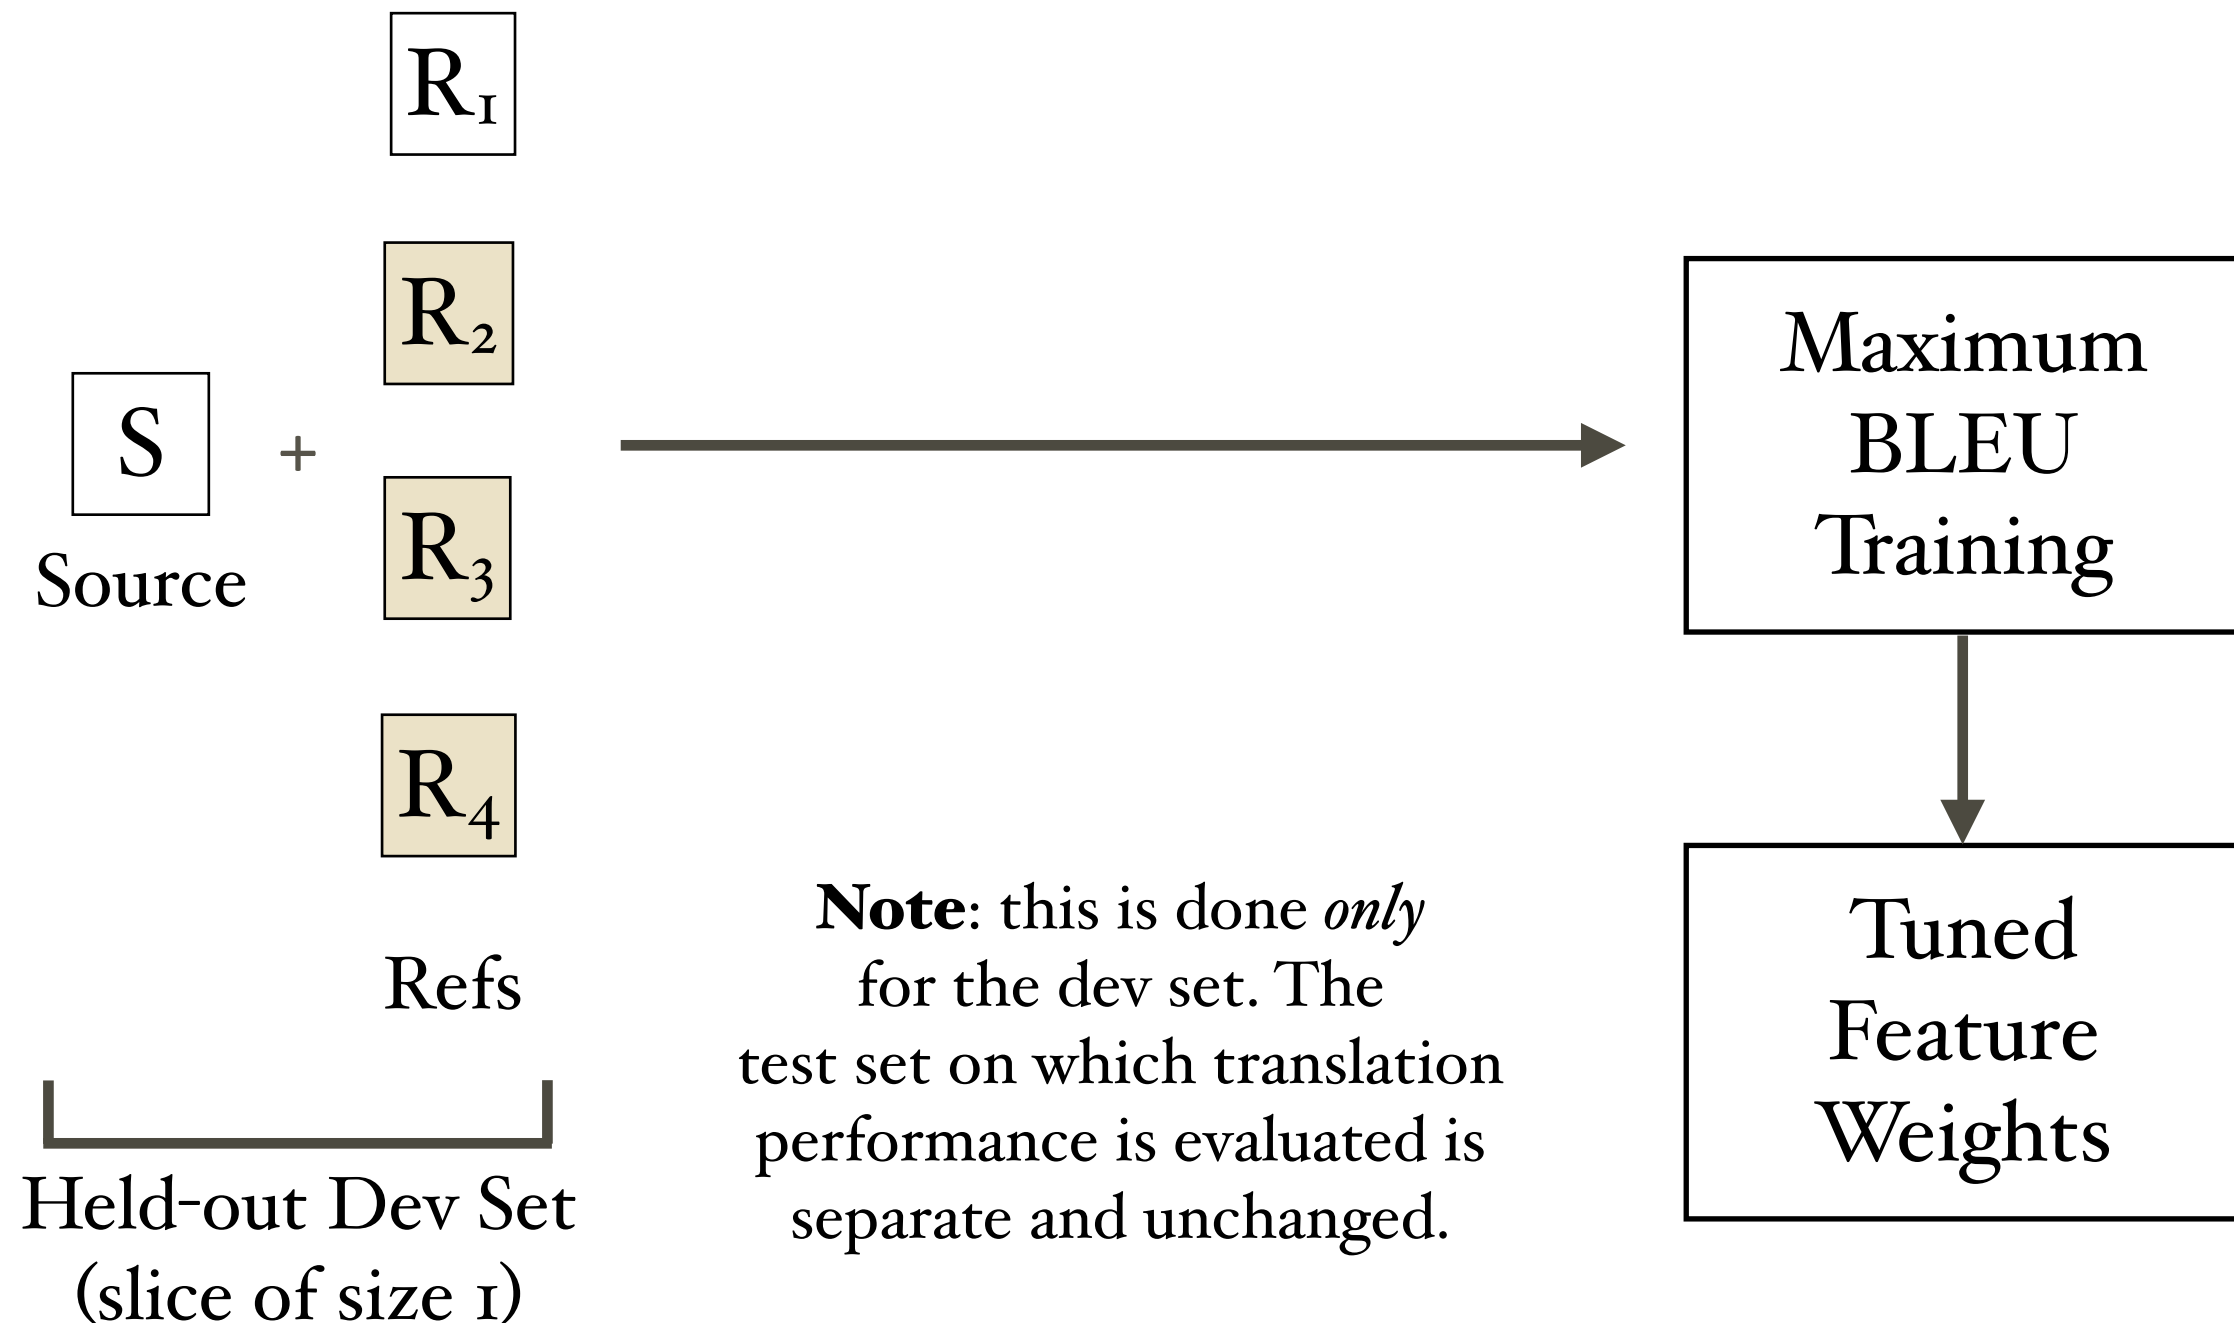 R1
R2
S
+
R3
Source
R4
Refs
Held-out Dev Set
(slice of size 1)
Note: this is done only
for the dev set. The
test set on which translation
performance is evaluated is
separate and unchanged.
Maximum
BLEU
Training
Tuned
Feature
Weights